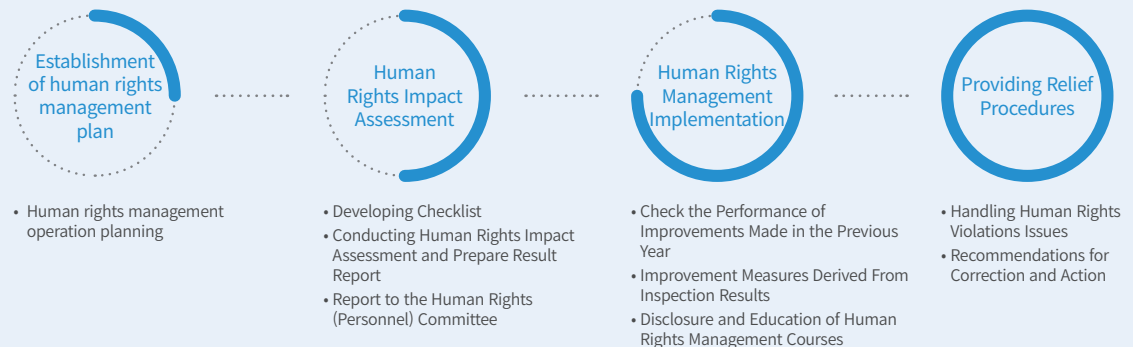 Establishment
of human rights
management
plan
Human
Rights Impact
Assessment
Human Rights
Management
Implementation
Providing Relief
Procedures
• Human rights management
operation planning
• Developing Checklist
• Conducting Human Rights Impact
Assessment and Prepare Result
Report
• Report to the Human Rights
(Personnel) Committee
• Check the Performance of
Improvements Made in the Previous
Year
• Improvement Measures Derived From
Inspection Results
• Disclosure and Education of Human
Rights Management Courses
• Handling Human Rights
Violations Issues
• Recommendations for
Correction and Action